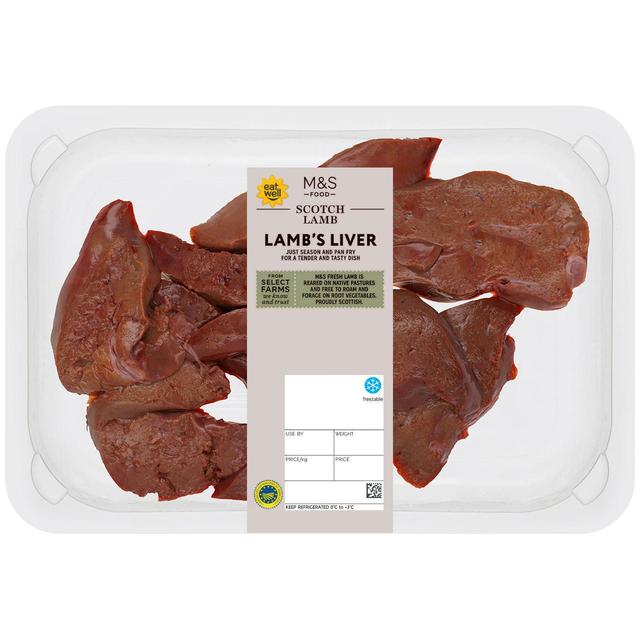 eat
well
M&S
—FOOD—
SCOTCH
LAMB
LAMB'S LIVER
JUST SEASON AND PAN FRY
FOR A TENDER AND TASTY DISH
FROM
SELECT
FARMS
we know
and trust
M&S FRESH LAMB IS
REARED ON NATIVE PASTURES
AND FREE TO ROAM AND
FORAGE ON ROOT VEGETABLES.
PROUDLY SCOTTISH.
freezable
USE BY
WEIGHT
PRICE/kg
PRICE
KEEP REFRIGERATED 0°C to +3°C